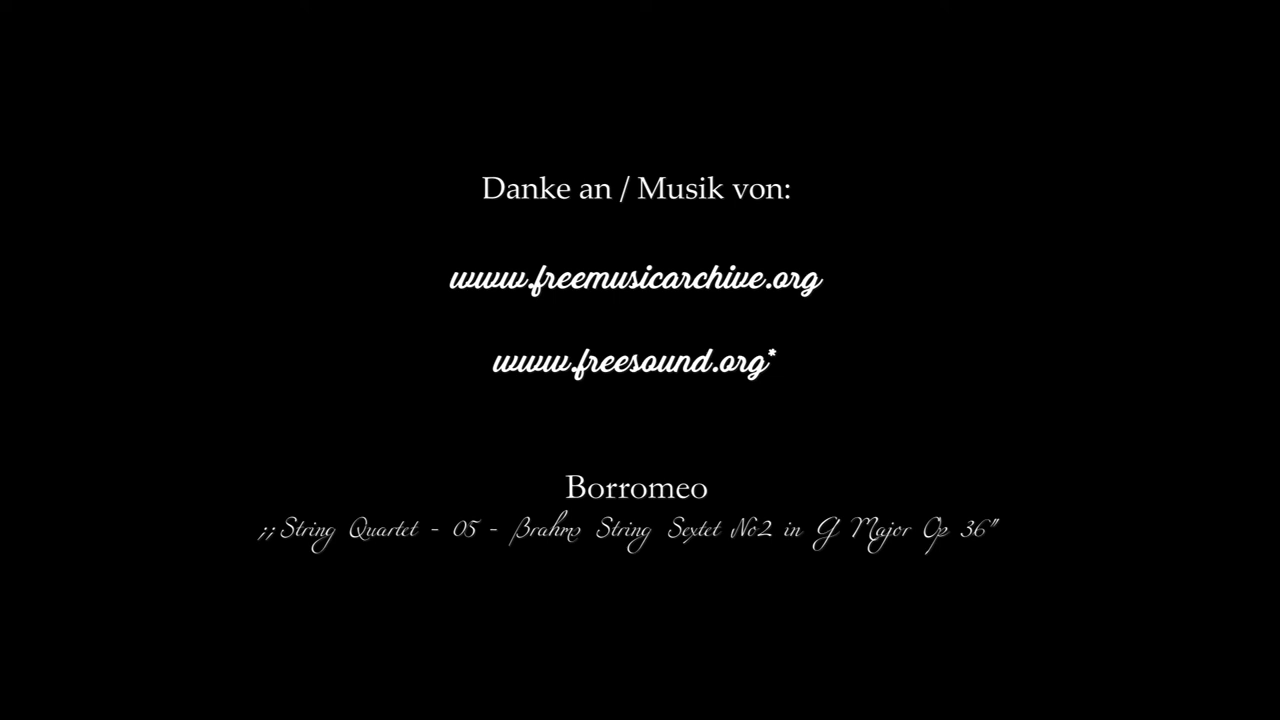 Danke an / Musik von:
www.freemusicarchive.org
www.freesound.org*
Borromeo
;;String Quartet - 05 - Brahms String Sextet No2 in G Major Op 36"